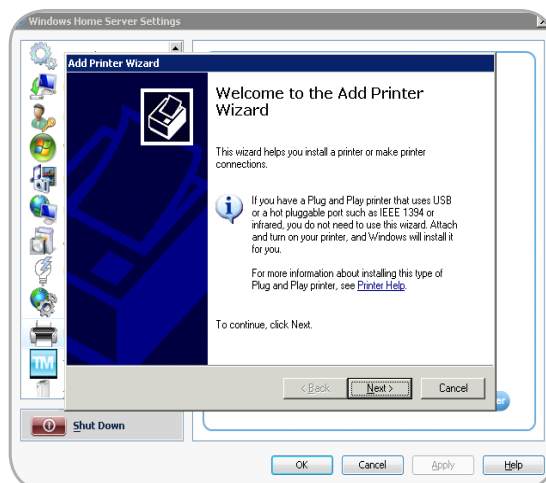 Windows Home Server Settings
Add Printer Wizard
Welcome to the Add Printer
Wizard
This wizard helps you install a printer or make printer
connections.
If you have a Plug and Play printer that uses USB
or a hot pluggable port such as IEEE 1394 or
infrared, you do not need to use this wizard. Attach
and turn on your printer, and Windows will install it
for you.
For more information about installing this type of
Plug and Play printer, see Printer Help.
To continue, click Next.
TM
< Back
Next >
Cancel
er
Shut Down
OK
Cancel
Apply
Help